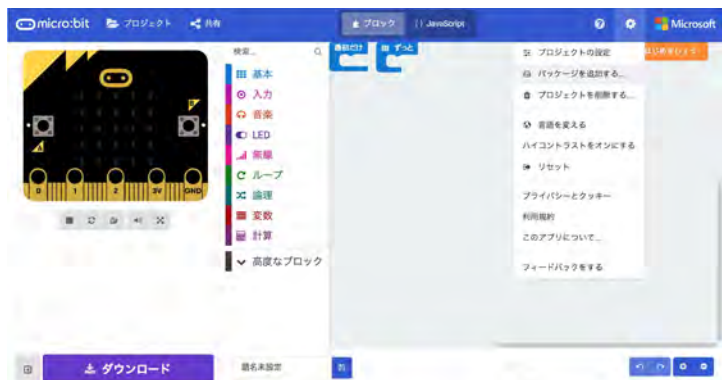 micro:bit プロジェクト 共有 ブロック {} JavaScript Microsoft
検索...
基本
入力
音楽
LED
無線
ループ
論理
変数
計算
高度なブロック
最初だけ ずっと
プロジェクトの設定
パッケージを追加する...
プロジェクトを削除する...
言語を変える
ハイコントラストをオンにする
リセット
プライバシーとクッキー
利用規約
このアプリについて...
フィードバックをする
B
A
0 1 2 3V GND
ダウンロード
題名未設定